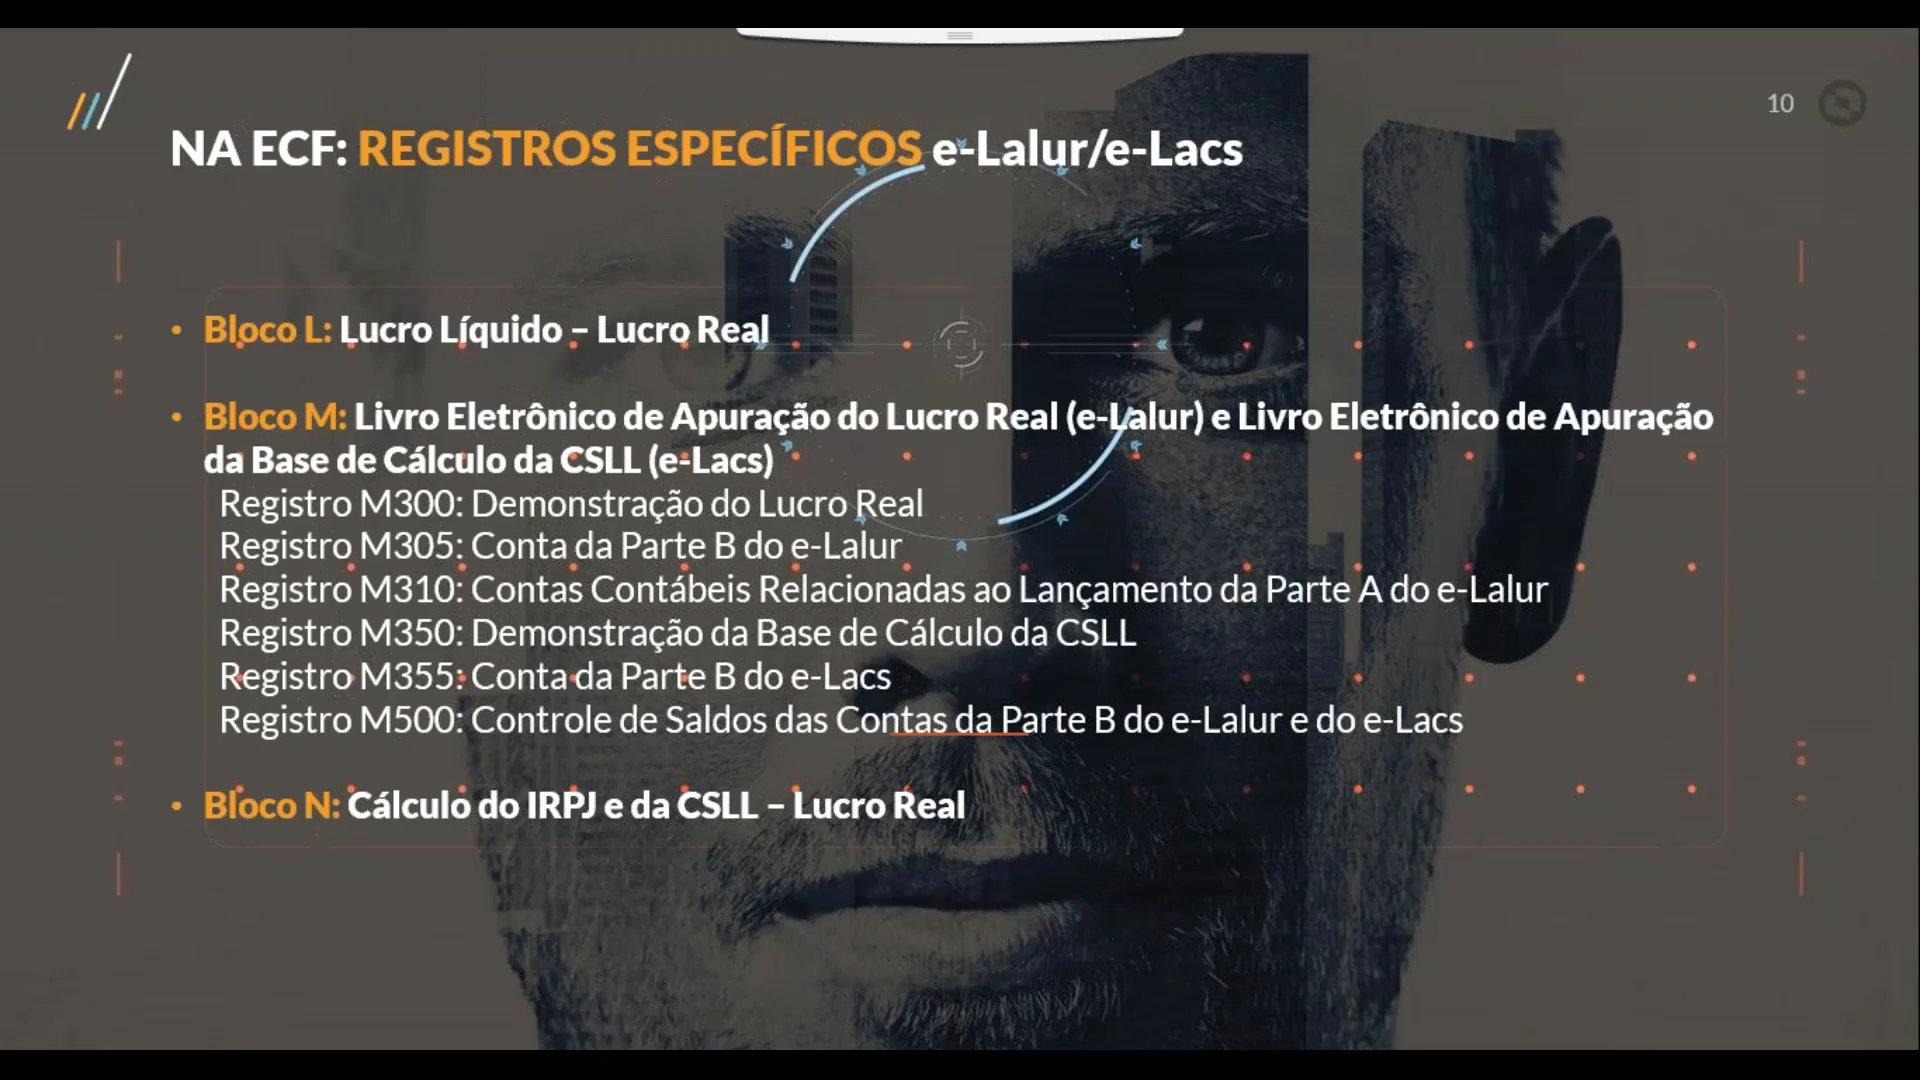 10
NA ECF: REGISTROS ESPECÍFICOS e-Lalur/e-Lacs
• Bloco L: Lucro Líquido – Lucro Real
• Bloco M: Livro Eletrônico de Apuração do Lucro Real (e-Lalur) e Livro Eletrônico de Apuração
da Base de Cálculo da CSLL (e-Lacs)
Registro M300: Demonstração do Lucro Real
Registro M305: Conta da Parte B do e-Lalur
Registro M310: Contas Contábeis Relacionadas ao Lançamento da Parte A do e-Lalur
Registro M350: Demonstração da Base de Cálculo da CSLL
Registro M355: Conta da Parte B do e-Lacs
Registro M500: Controle de Saldos das Contas da Parte B do e-Lalur e do e-Lacs
• Bloco N: Cálculo do IRPJ e da CSLL – Lucro Real